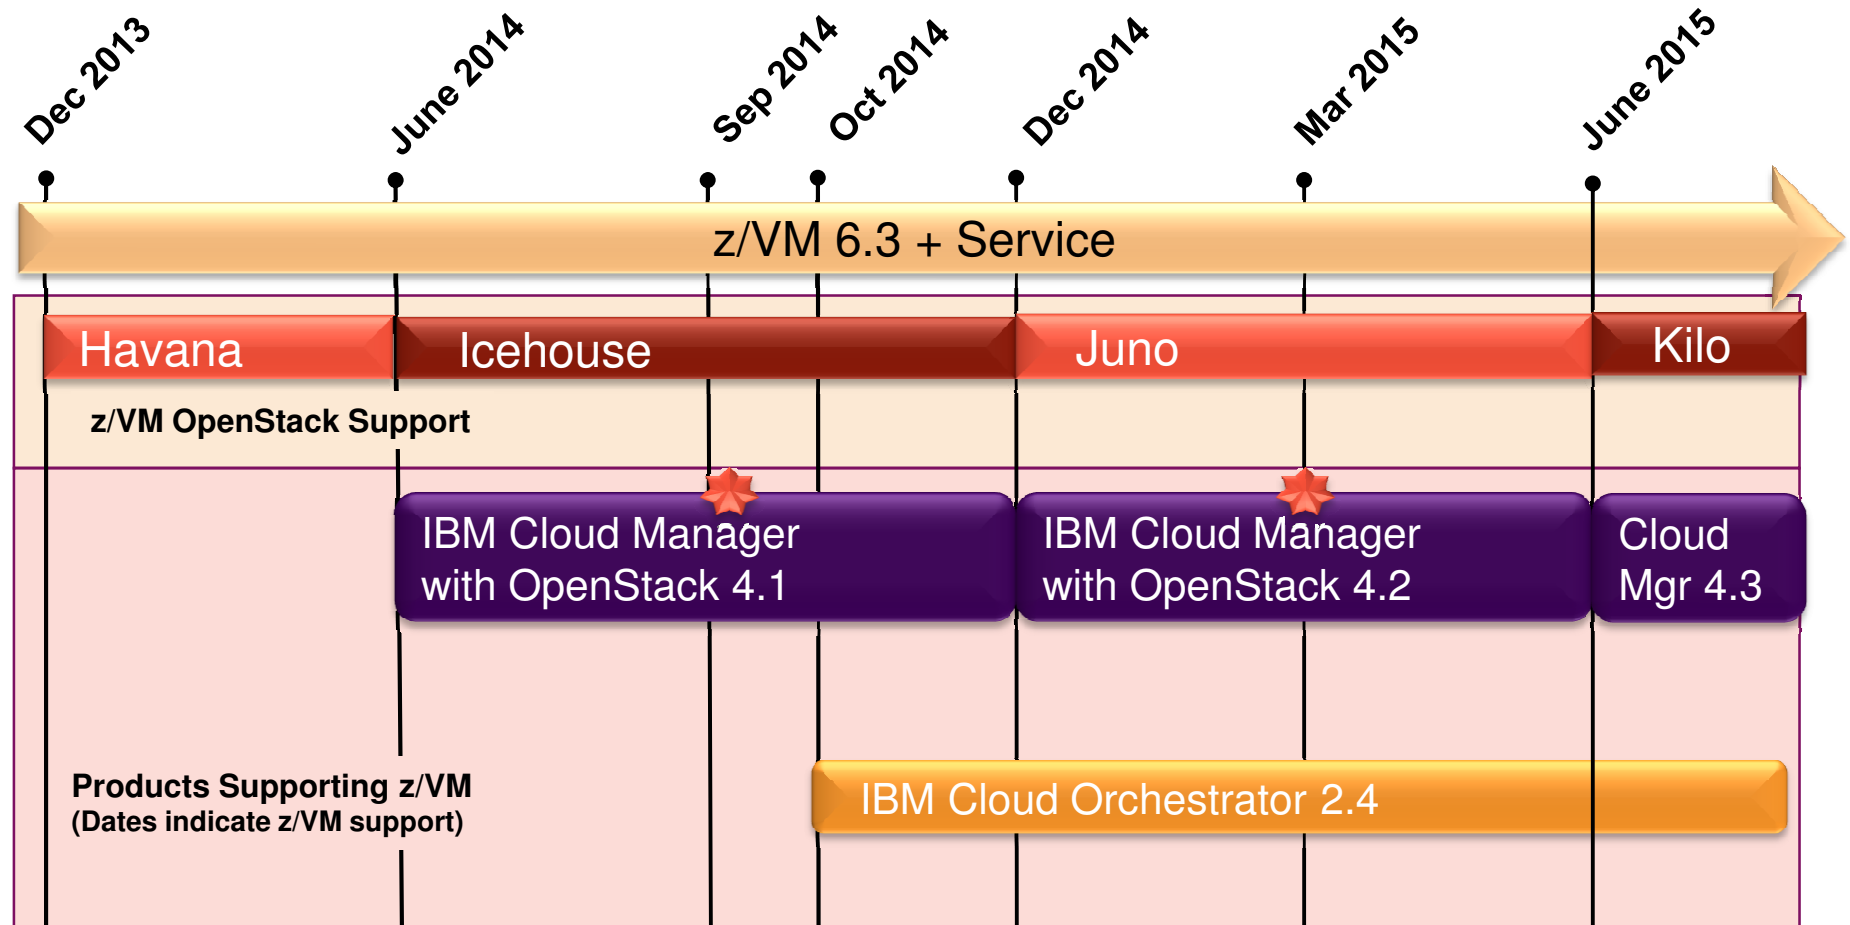 Dec 2013
June 2014
Sep 2014
Oct 2014
Dec 2014
Mar 2015
June 2015
z/VM 6.3 + Service
Havana
Icehouse
Juno
Kilo
z/VM OpenStack Support
IBM Cloud Manager
with OpenStack 4.1
IBM Cloud Manager
with OpenStack 4.2
Cloud
Mgr 4.3
Products Supporting z/VM
(Dates indicate z/VM support)
IBM Cloud Orchestrator 2.4